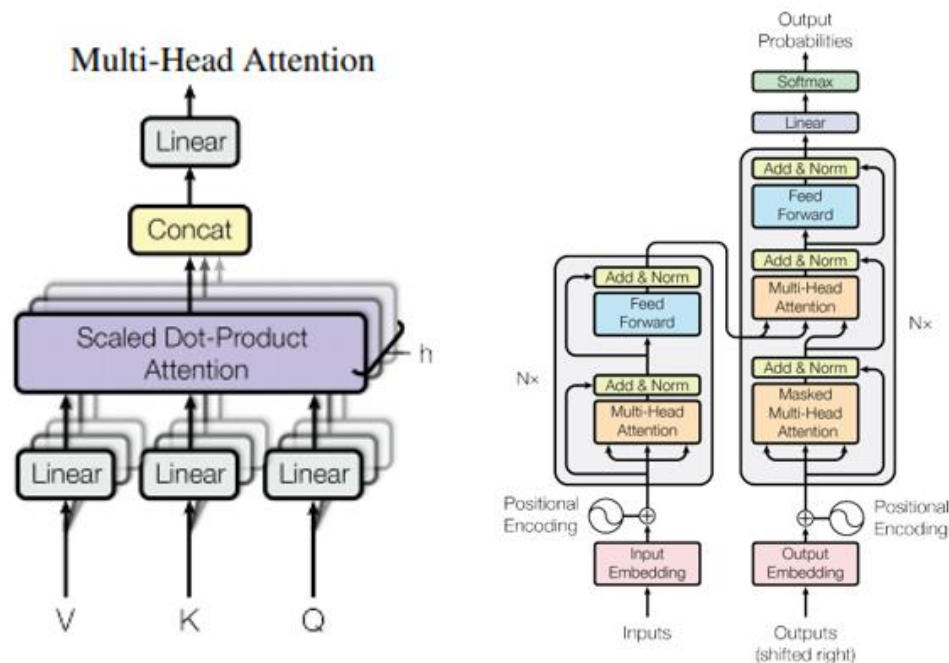 Multi-Head Attention
Linear
Concat
Scaled Dot-Product
Attention
h
Linear
Linear
Linear
V
K
Q
Output
Probabilities
Softmax
Linear
Add & Norm
Feed
Forward
Add & Norm
Multi-Head
Attention
Nx
Add & Norm
Masked
Multi-Head
Attention
Add & Norm
Feed
Forward
Nx
Add & Norm
Multi-Head
Attention
Positional
Encoding
Positional
Encoding
Input
Embedding
Output
Embedding
Inputs
Outputs
(shifted right)